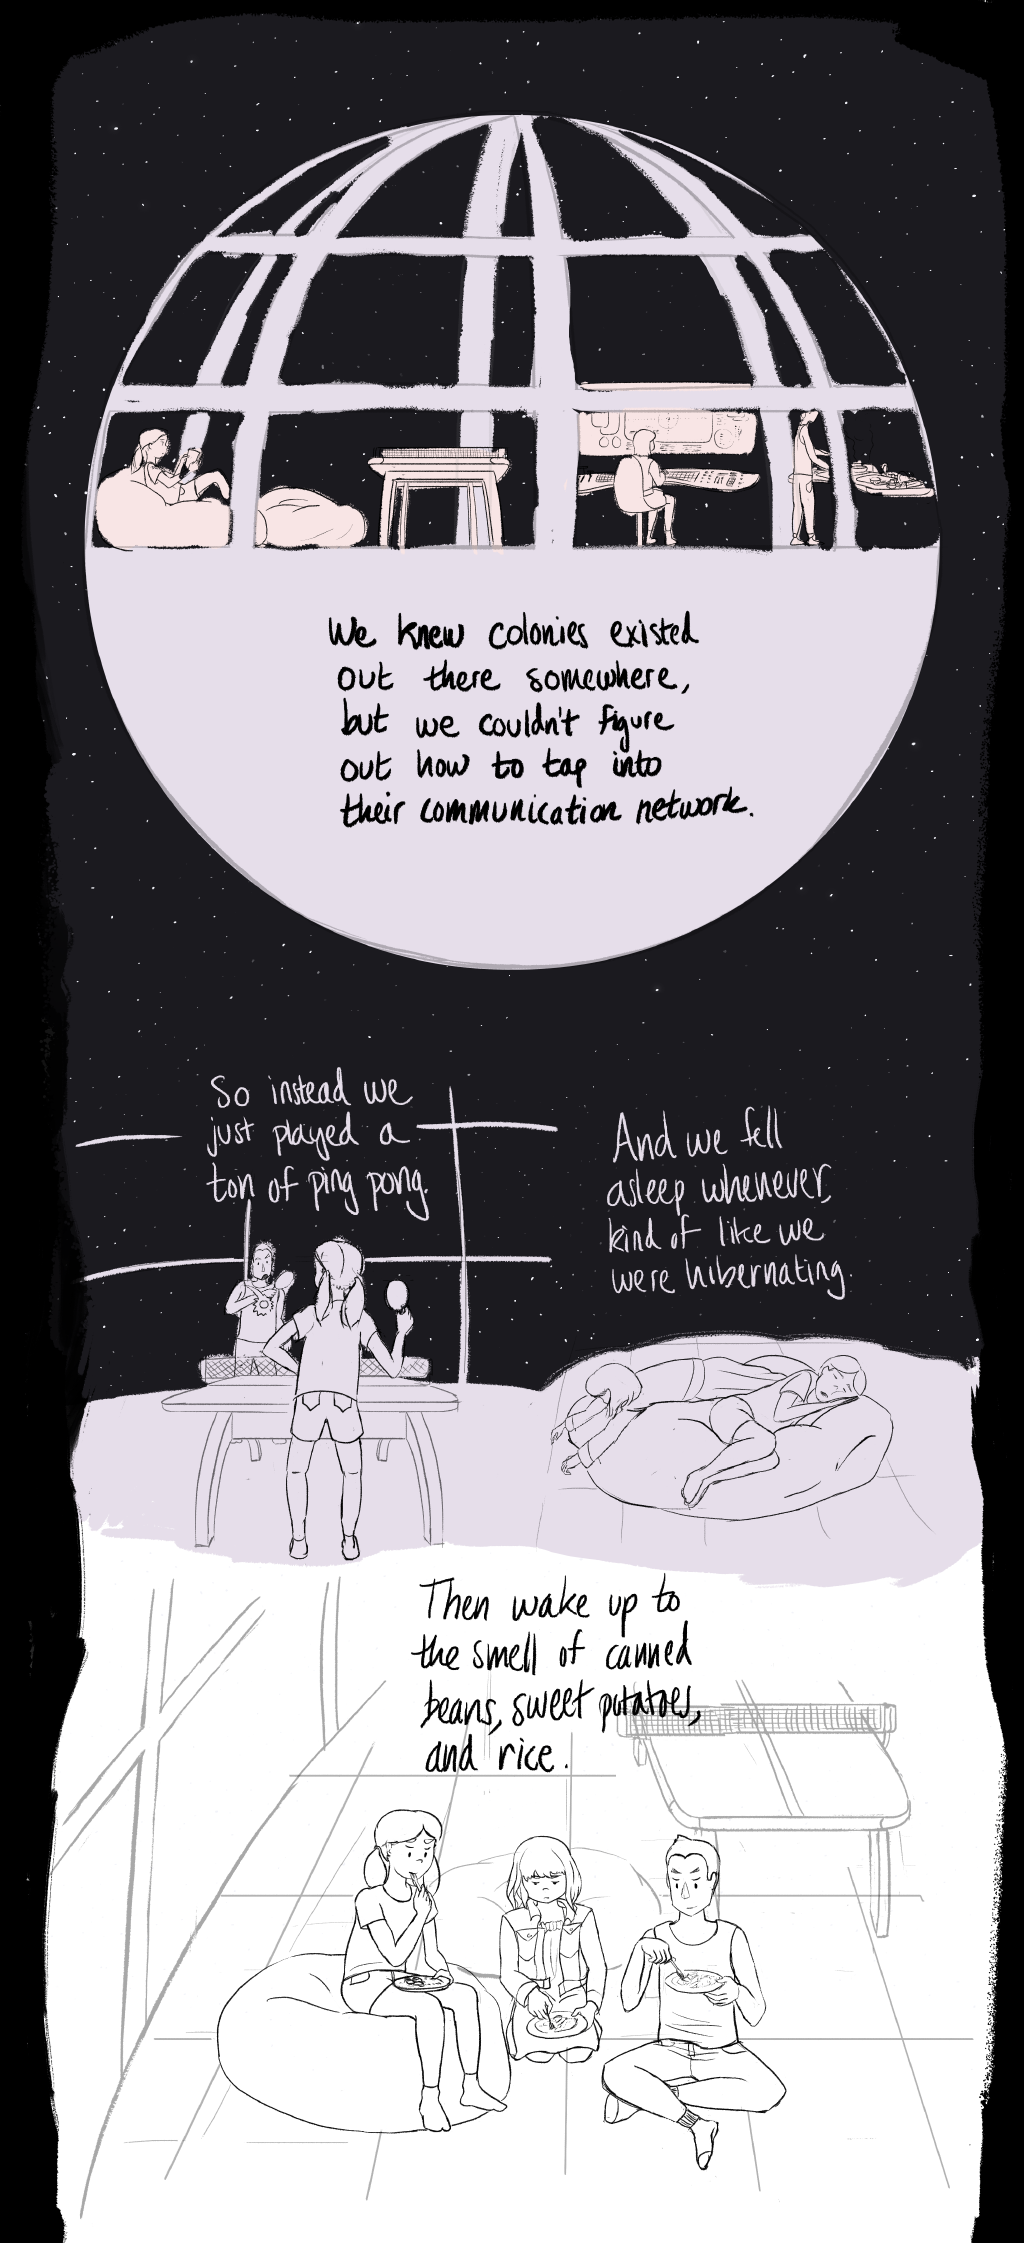 We knew colonies existed
out there somewhere,
but we couldn't figure
out how to tap into
their communication network.
So instead we
just played a
ton of ping pong.
And we fell
asleep whenever,
kind of like we
were hibernating.
Then wake up to
the smell of canned
beans, sweet potatoes,
and rice.